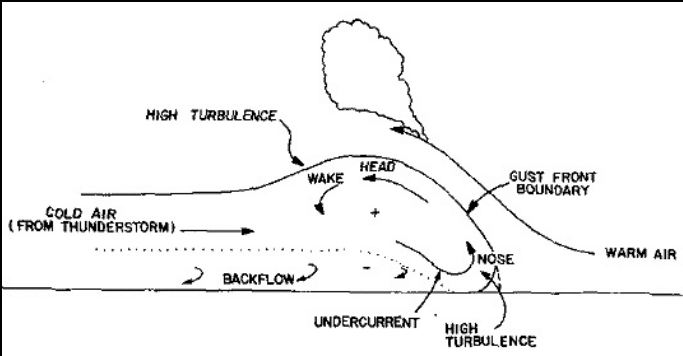 HIGH TURBULENCE
HEAD
WAKE
GUST FRONT
BOUNDARY
+
COLD AIR
(FROM THUNDERSTORM)
NOSE
WARM AIR
-
BACKFLOW
UNDERCURRENT
HIGH
TURBULENCE